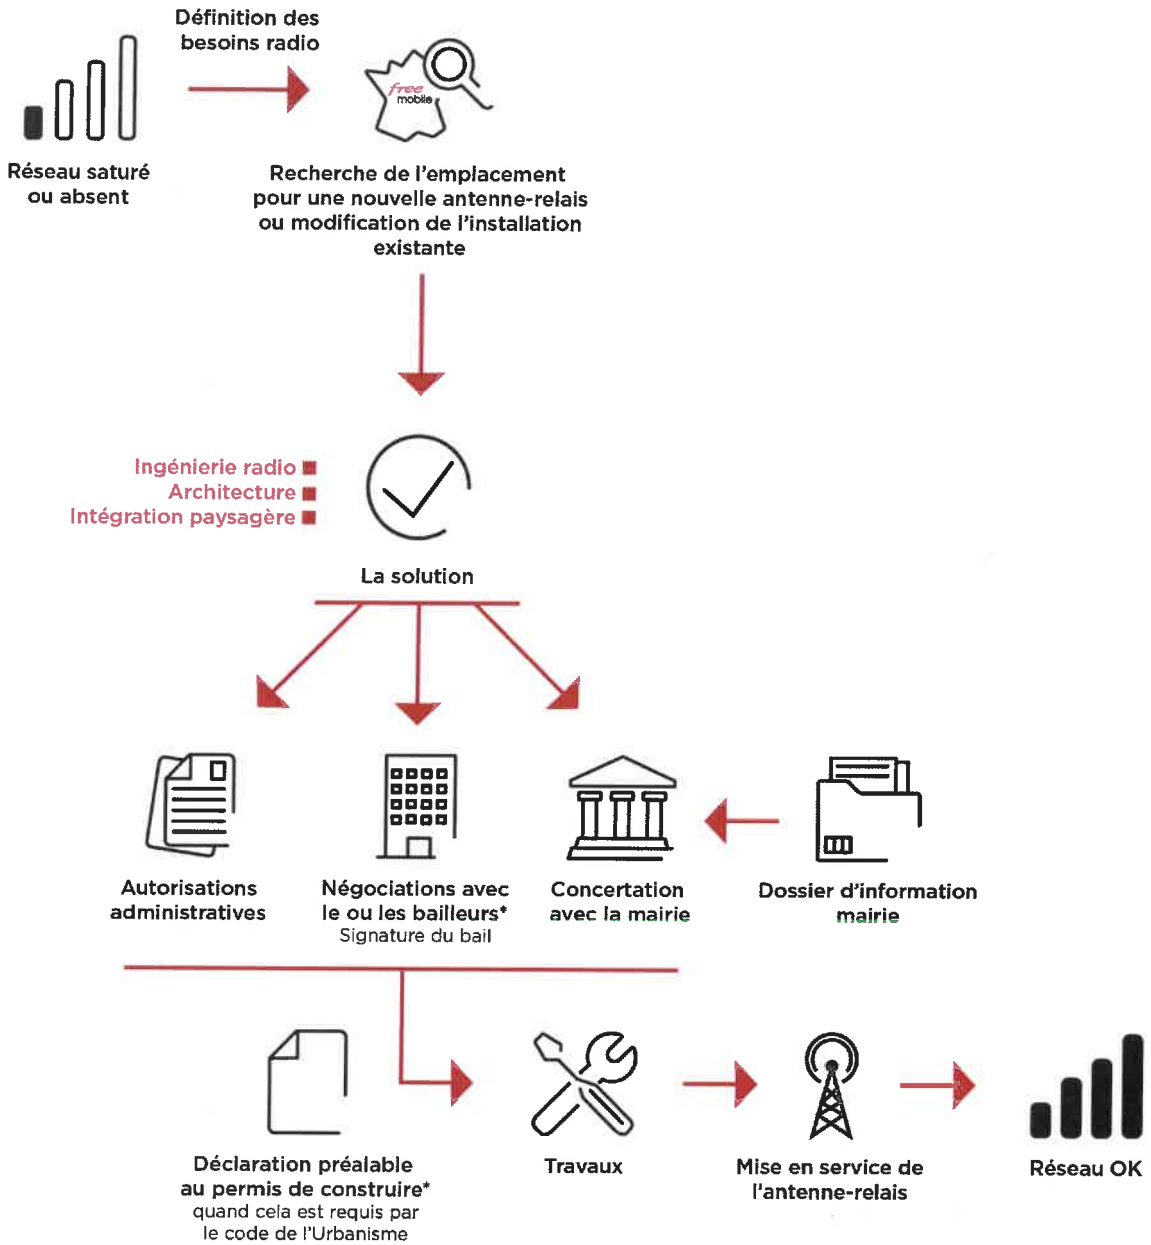 Définition des
besoins radio
free
mobile
Réseau saturé
ou absent
Recherche de l'emplacement
pour une nouvelle antenne-relais
ou modification de l'installation
existante
Ingénierie radio
Architecture
Intégration paysagère
La solution
Autorisations
administratives
Négociations avec
le ou les bailleurs*
Signature du bail
Concertation
avec la mairie
Dossier d'information
mairie
Déclaration préalable
au permis de construire*
quand cela est requis par
le code de l'Urbanisme
Travaux
Mise en service de
l'antenne-relais
Réseau OK